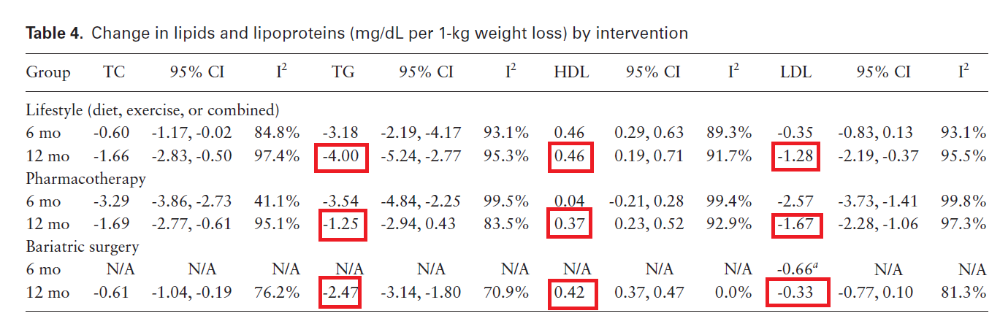 Table 4. Change in lipids and lipoproteins (mg/dL per 1-kg weight loss) by intervention
Group TC 95% CI I² TG 95% CI I² HDL 95% CI I² LDL 95% CI I²
Lifestyle (diet, exercise, or combined)
6 mo -0.60 -1.17, -0.02 84.8% -3.18 -2.19, -4.17 93.1% 0.46 0.29, 0.63 89.3% -0.35 -0.83, 0.13 93.1%
12 mo -1.66 -2.83, -0.50 97.4% -4.00 -5.24, -2.77 95.3% 0.46 0.19, 0.71 91.7% -1.28 -2.19, -0.37 95.5%
Pharmacotherapy
6 mo -3.29 -3.86, -2.73 41.1% -3.54 -4.84, -2.25 99.5% 0.04 -0.21, 0.28 99.4% -2.57 -3.73, -1.41 99.8%
12 mo -1.69 -2.77, -0.61 95.1% -1.25 -2.94, 0.43 83.5% 0.37 0.23, 0.52 92.9% -1.67 -2.28, -1.06 97.3%
Bariatric surgery
6 mo N/A N/A N/A N/A N/A N/A N/A N/A N/A -0.66ᵃ N/A N/A
12 mo -0.61 -1.04, -0.19 76.2% -2.47 -3.14, -1.80 70.9% 0.42 0.37, 0.47 0.0% -0.33 -0.77, 0.10 81.3%